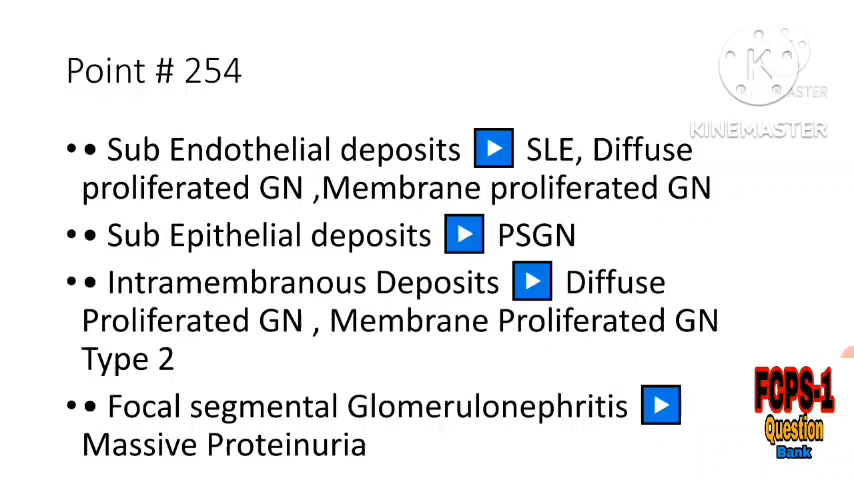 Point # 254
KINEMASTER
•• Sub Endothelial deposits ▶ SLE, Diffuse
proliferated GN ,Membrane proliferated GN
•• Sub Epithelial deposits ▶ PSGN
•• Intramembranous Deposits ▶ Diffuse
Proliferated GN , Membrane Proliferated GN
Type 2
•• Focal segmental Glomerulonephritis ▶
Massive Proteinuria
FCPS-1
Question
Bank